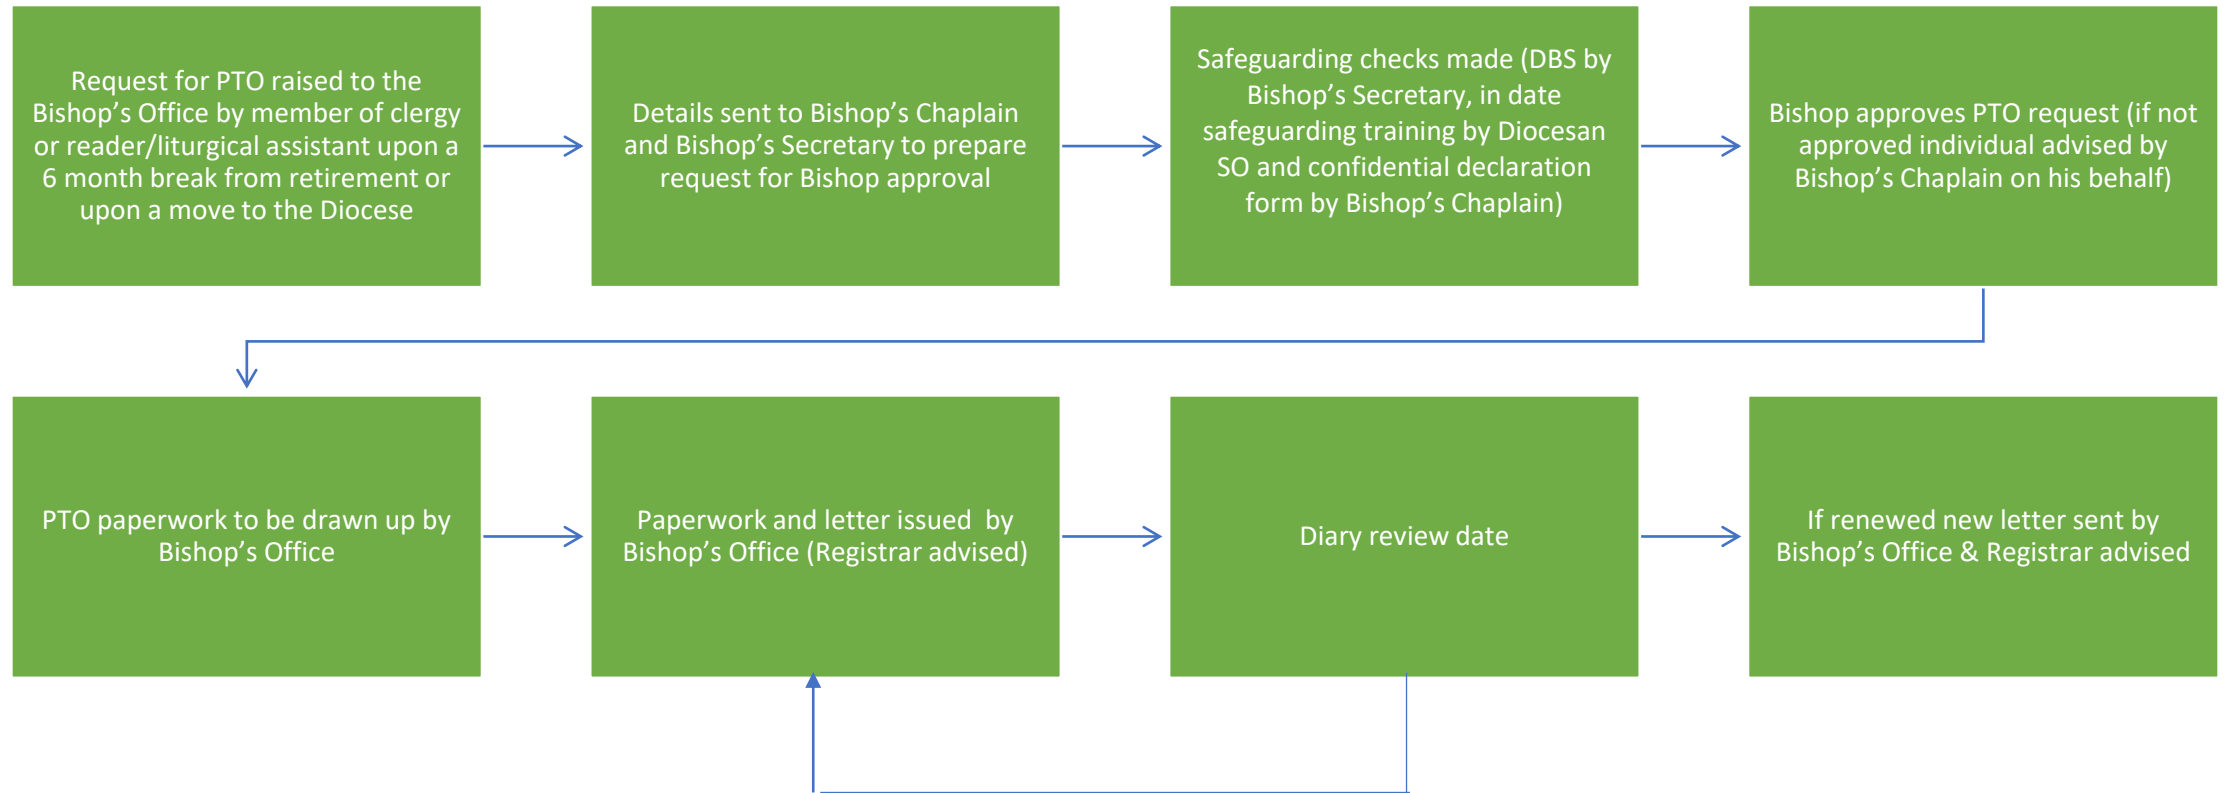 Request for PTO raised to the
Bishop’s Office by member of clergy
or reader/liturgical assistant upon a
6 month break from retirement or
upon a move to the Diocese
Details sent to Bishop’s Chaplain
and Bishop’s Secretary to prepare
request for Bishop approval
Safeguarding checks made (DBS by
Bishop’s Secretary, in date
safeguarding training by Diocesan
SO and confidential declaration
form by Bishop’s Chaplain)
Bishop approves PTO request (if not
approved individual advised by
Bishop’s Chaplain on his behalf)
PTO paperwork to be drawn up by
Bishop’s Office
Paperwork and letter issued  by
Bishop’s Office (Registrar advised)
Diary review date
If renewed new letter sent by
Bishop’s Office & Registrar advised